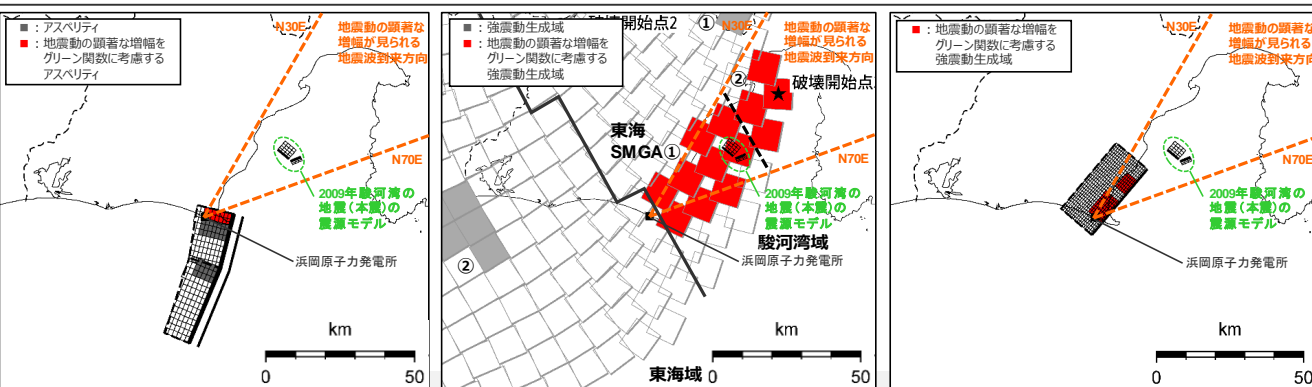 ■ : アスペリティ
■ : 地震動の顕著な増幅を
グリーン関数に考慮する
アスペリティ
N30E
地震動の顕著な
増幅が見られる
地震波到来方向
N70E
2009年駿河湾の
地震(本震)の
震源モデル
浜岡原子力発電所
km
0
50
■ : 強震動生成域
■ : 地震動の顕著な増幅を
グリーン関数に考慮する
強震動生成域
破壊開始点2
①
N30E
地震動の顕著な
増幅が見られる
地震波到来方向
②
破壊開始点
東海
SMGA①
N70E
2009年駿河湾の
地震(本震)の
震源モデル
駿河湾域
浜岡原子力発電所
②
km
東海域
0
50
■ : 地震動の顕著な増幅を
グリーン関数に考慮する
強震動生成域
N30E
地震動の顕著な
増幅が見られる
地震波到来方向
N70E
2009年駿河湾の
地震(本震)の
震源モデル
浜岡原子力発電所
km
0
50